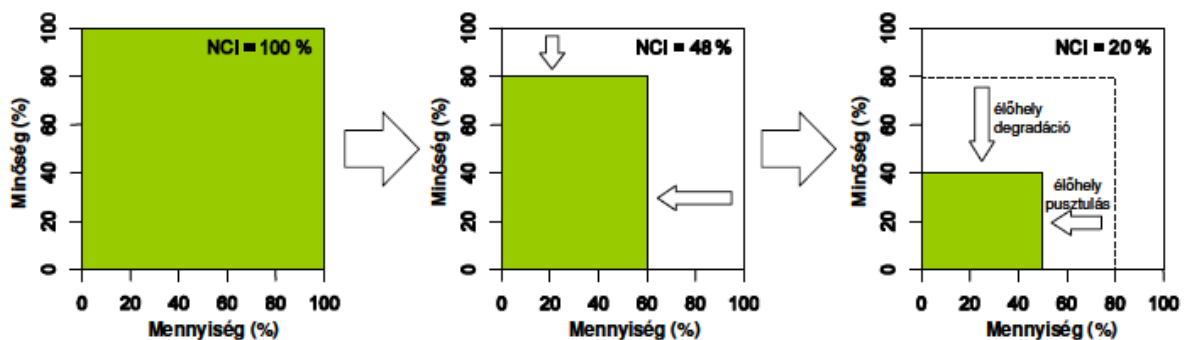 NCI = 100 %
Minőség (%)
100
80
60
40
20
0
0 20 40 60 80 100
Mennyiség (%)
NCI = 48 %
Minőség (%)
100
80
60
40
20
0
0 20 40 60 80 100
Mennyiség (%)
NCI = 20 %
Minőség (%)
100
80
60
40
20
0
élőhely
degradáció
élőhely
pusztulás
0 20 40 60 80 100
Mennyiség (%)